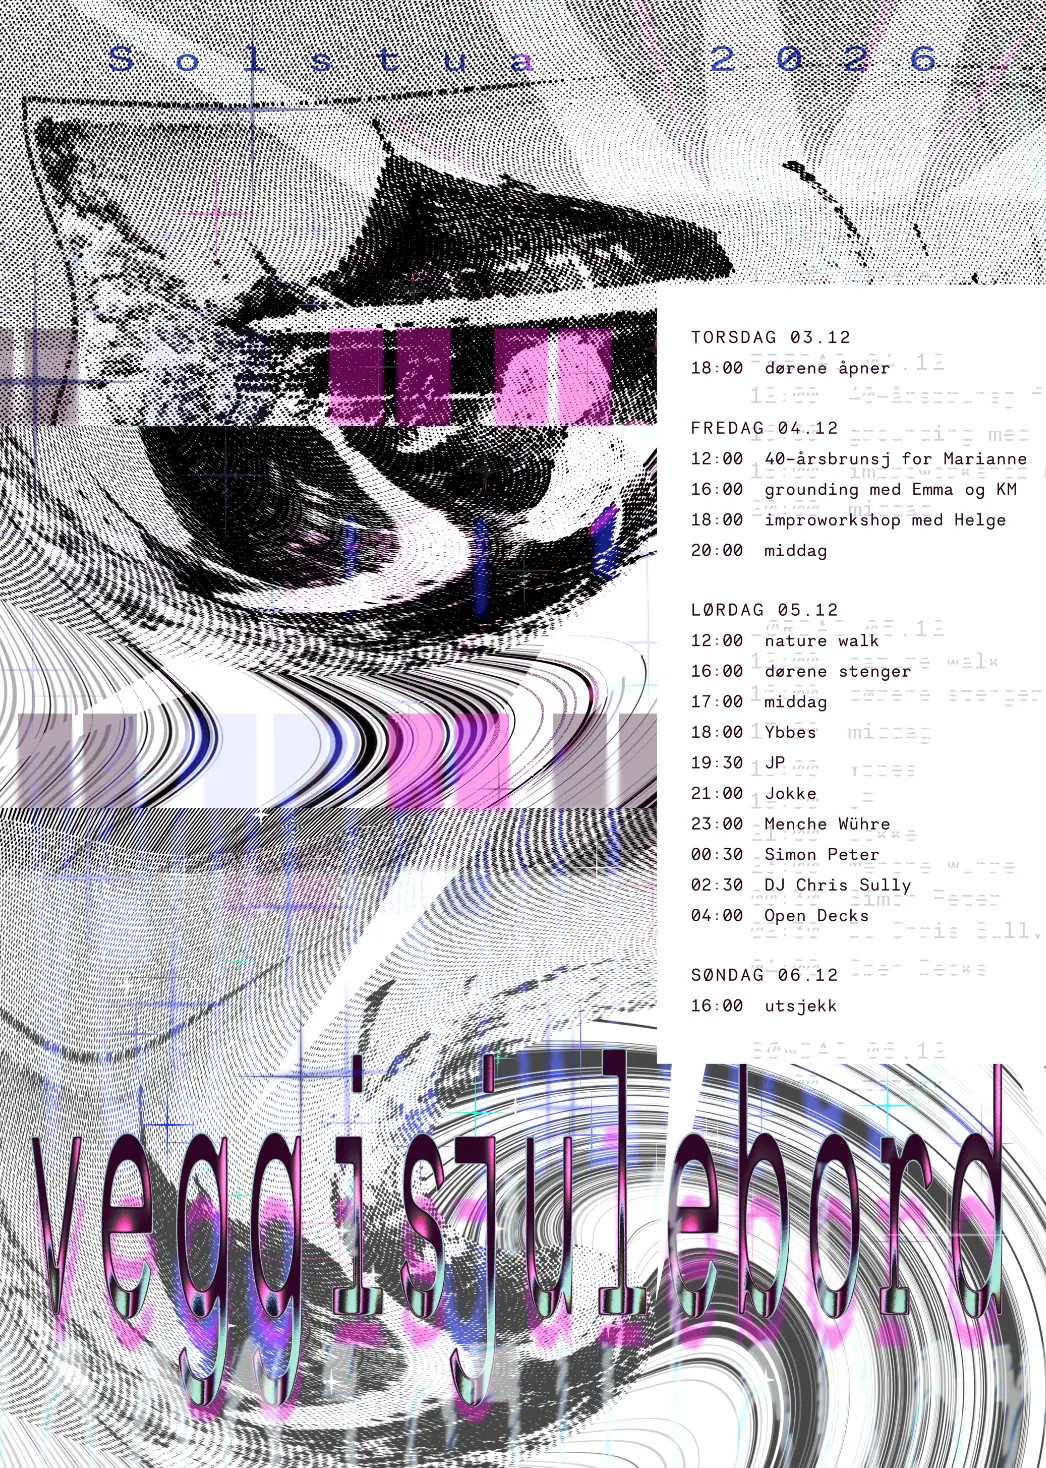 Solstua 2026
TORSDAG 03.12
18:00 dørene åpner
FREDAG 04.12
12:00 40-årsbrunsj for Marianne
16:00 grounding med Emma og KM
18:00 improworkshop med Helge
20:00 middag
LØRDAG 05.12
12:00 nature walk
16:00 dørene stenger
17:00 middag
18:00 Ybbes
19:30 JP
21:00 Jokke
23:00 Menche Wühre
00:30 Simon Peter
02:30 DJ Chris Sully
04:00 Open Decks
SØNDAG 06.12
16:00 utsjekk
veggisjulebord